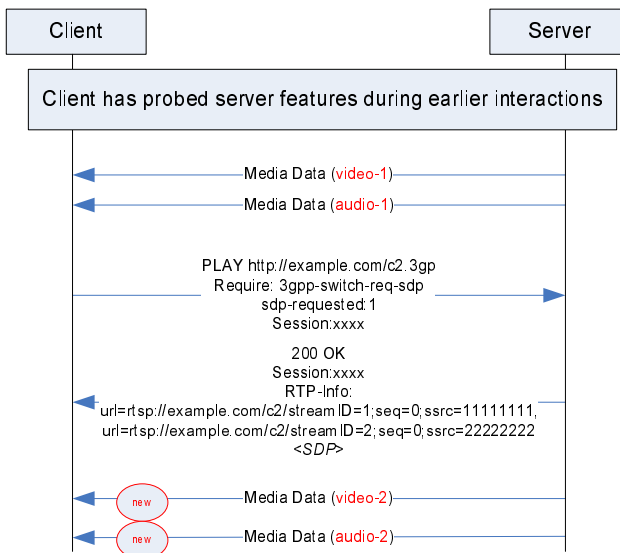 Client
Server
Client has probed server features during earlier interactions
Media Data (video-1)
Media Data (audio-1)
PLAY http://example.com/c2.3gp
Require: 3gpp-switch-req-sdp
sdp-requested:1
Session:xxxx
200 OK
Session:xxxx
RTP-Info:
url=rtsp://example.com/c2/streamID=1;seq=0;ssrc=11111111,
url=rtsp://example.com/c2/streamID=2;seq=0;ssrc=22222222
<SDP>
new
Media Data (video-2)
new
Media Data (audio-2)